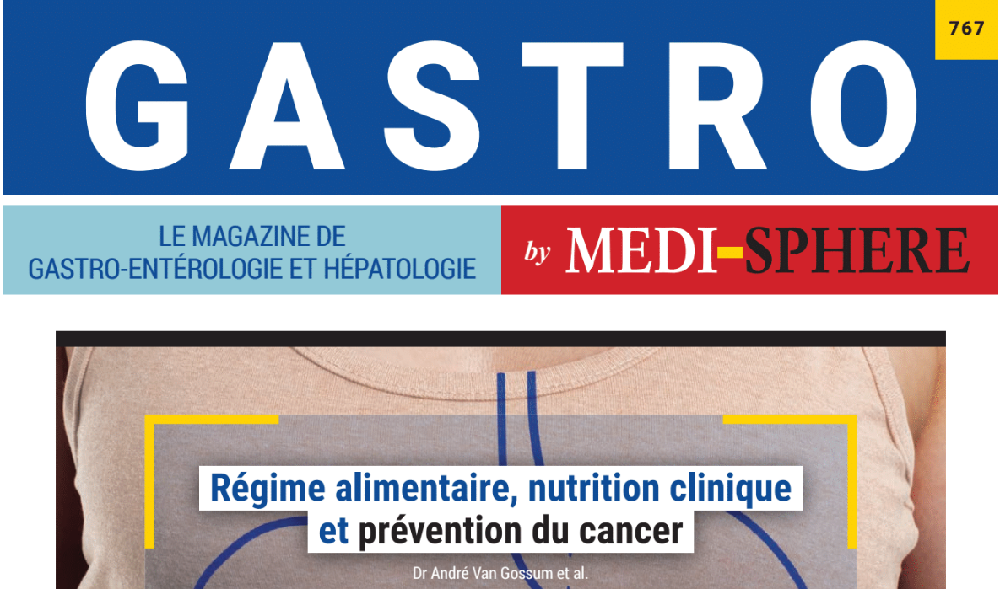 767
GASTRO
LE MAGAZINE DE
GASTRO-ENTÉROLOGIE ET HÉPATOLOGIE
by MEDI-SPHERE
Régime alimentaire, nutrition clinique
et prévention du cancer
Dr André Van Gossum et al.